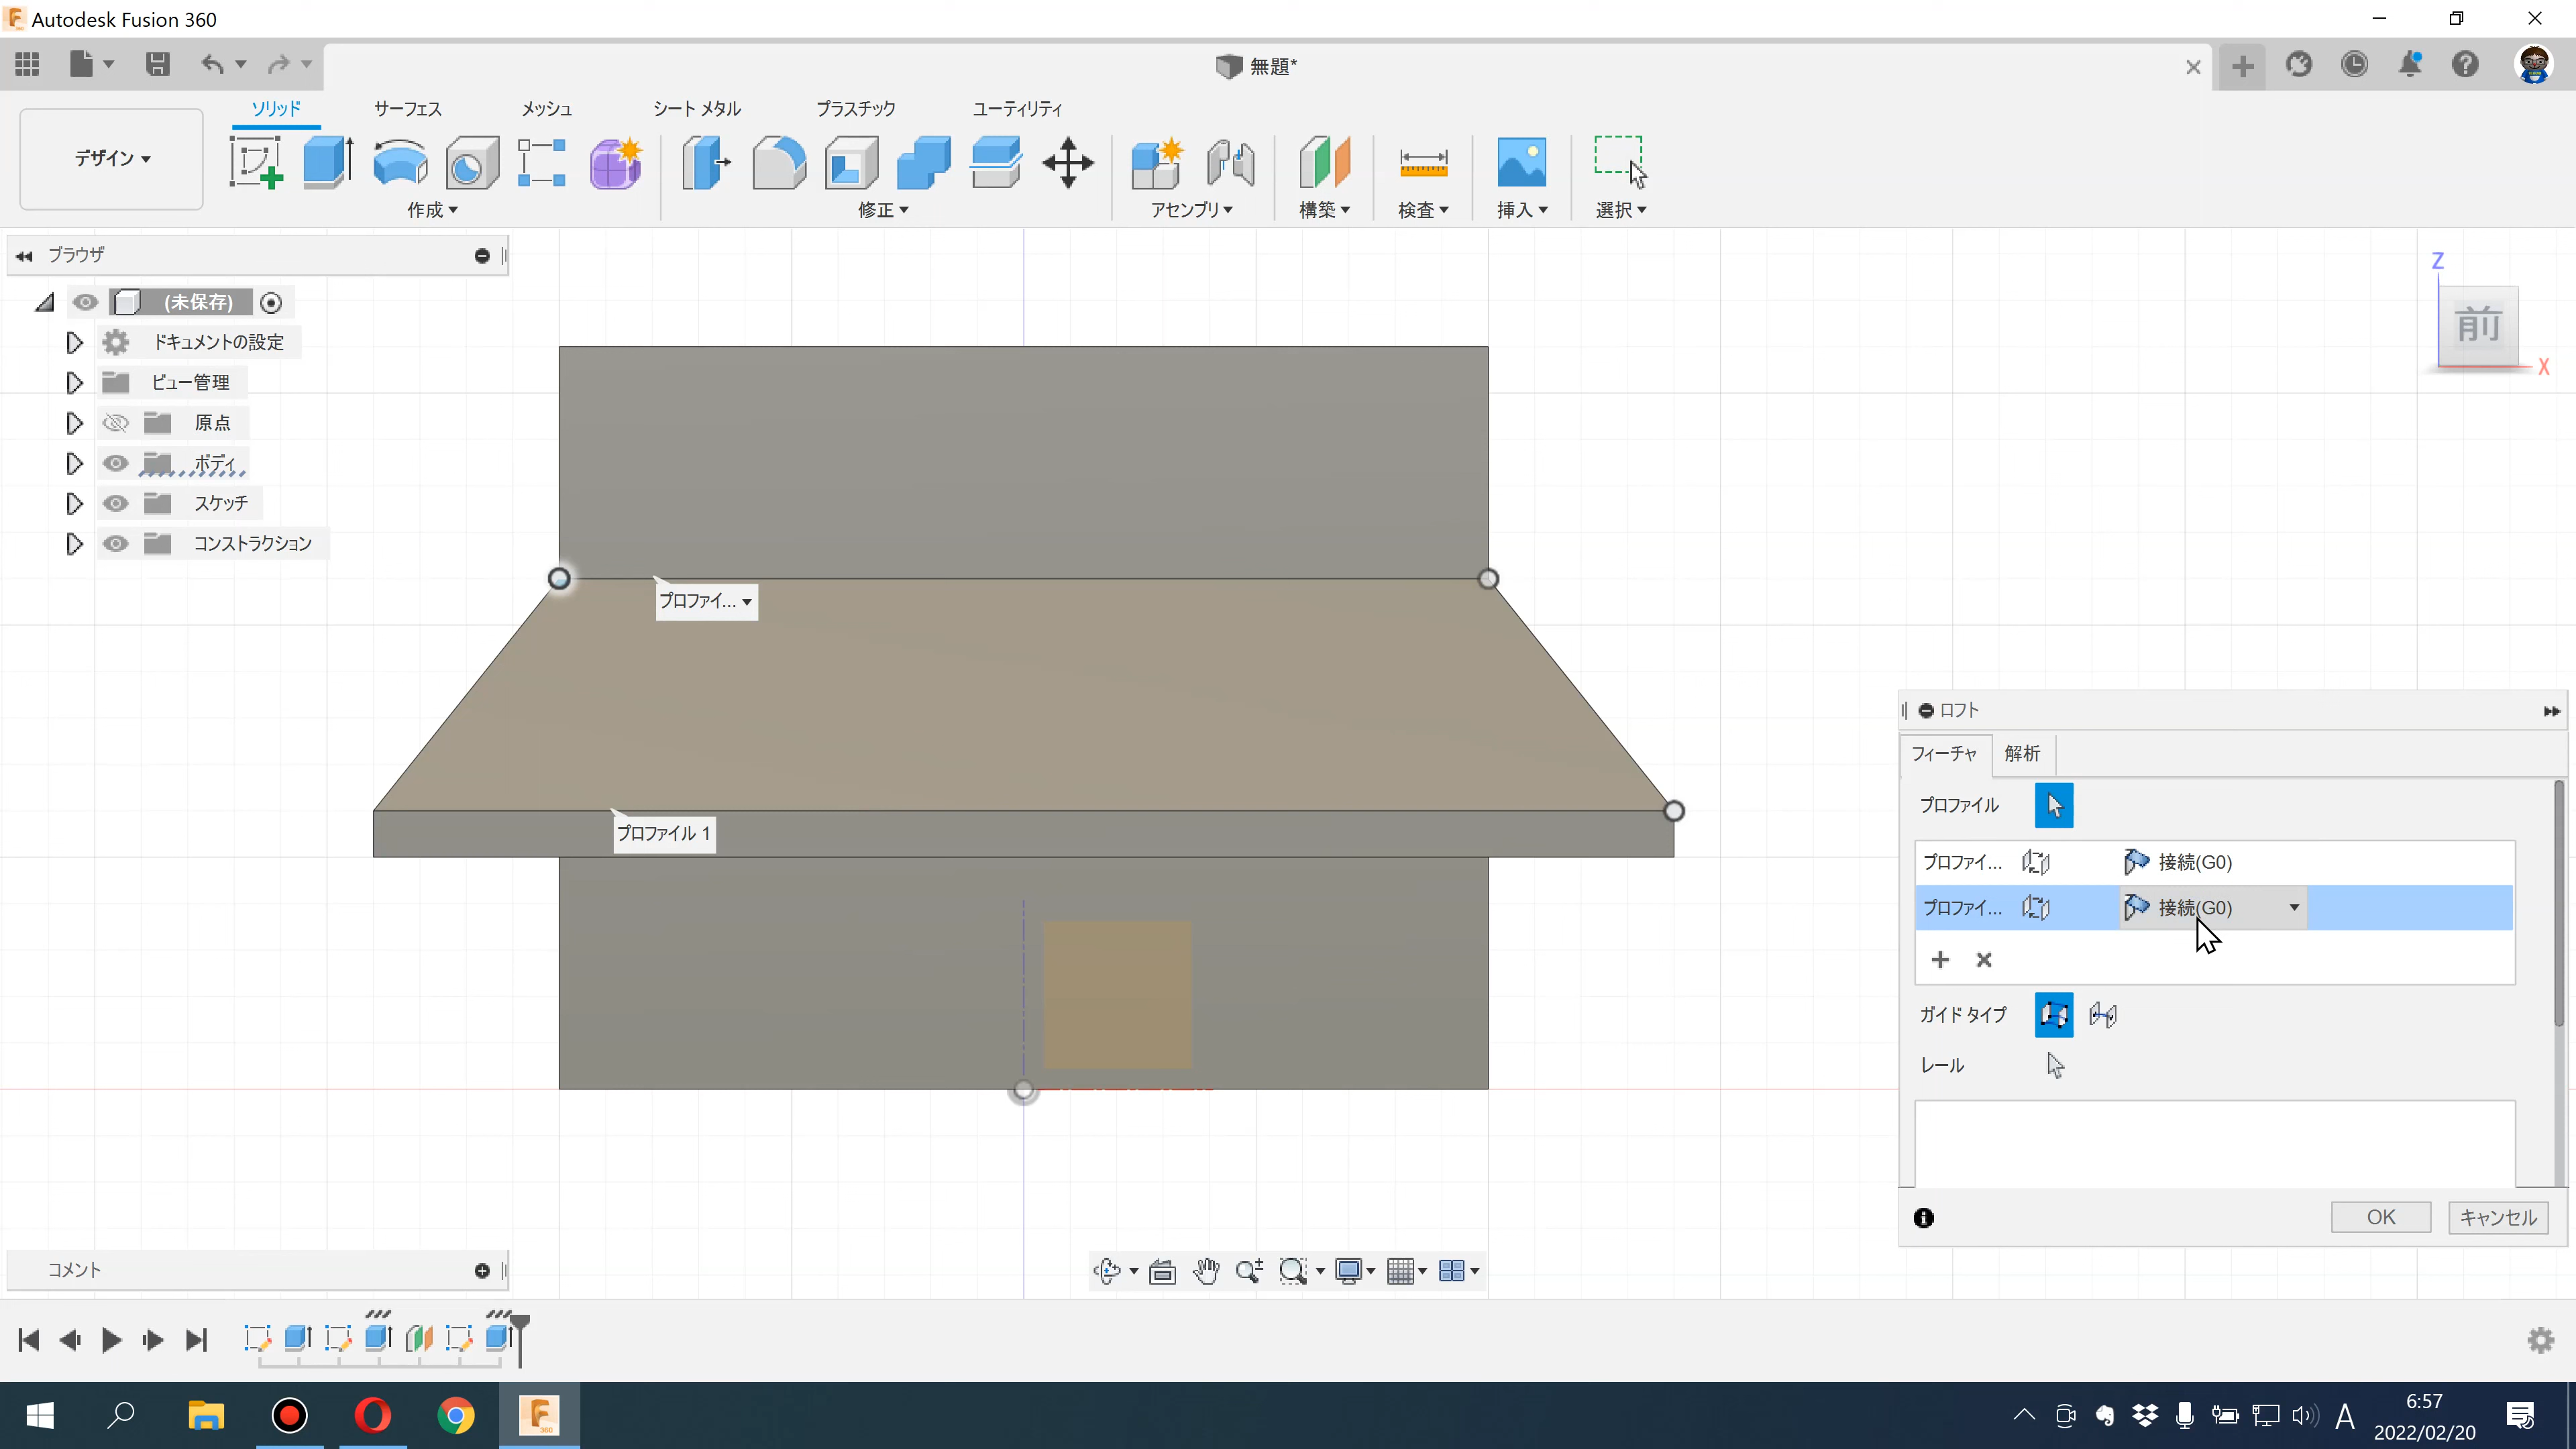 Autodesk Fusion 360
無題*
ソリッド サーフェス メッシュ シート メタル プラスチック ユーティリティ
デザイン
作成 修正 アセンブリ 構築 検査 挿入 選択
ブラウザ
(未保存)
ドキュメントの設定
ビュー管理
原点
ボディ
スケッチ
コンストラクション
Z
前
X
プロファイ...
プロファイル 1
ロフト
フィーチャ 解析
プロファイル
プロファイ... 接続(G0)
プロファイ... 接続(G0)
ガイド タイプ
レール
OK キャンセル
コメント
A
6:57
2022/02/20